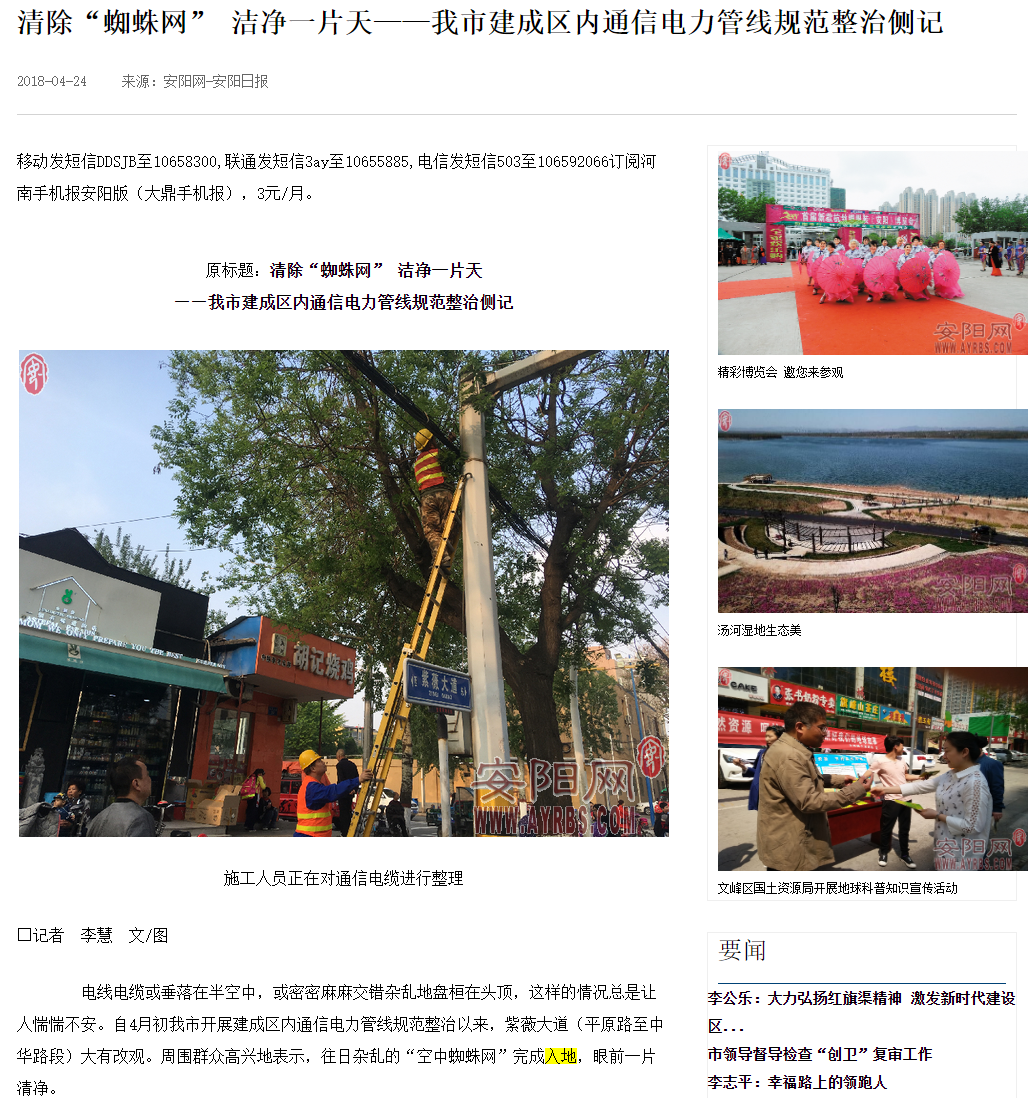 清除“蜘蛛网” 洁净一片天——我市建成区内通信电力管线规范整治侧记
2018-04-24 来源：安阳网-安阳日报
移动发短信DDSJB至10658300,联通发短信3ay至10655885,电信发短信503至106592066订阅河
南手机报安阳版（大鼎手机报），3元/月。
原标题：清除“蜘蛛网” 洁净一片天
——我市建成区内通信电力管线规范整治侧记
胡记烧鸡
紫薇大道
安阳网
WWW.AYRBS.COM
施工人员正在对通信电缆进行整理
□记者 李慧 文/图
电线电缆或垂落在半空中，或密密麻麻交错杂乱地盘桓在头顶，这样的情况总是让
人惴惴不安。自4月初我市开展建成区内通信电力管线规范整治以来，紫薇大道（平原路至中
华路段）大有改观。周围群众高兴地表示，往日杂乱的“空中蜘蛛网”完成入地，眼前一片
清净。
安阳网
WWW.AYRBS.COM
精彩博览会 邀您来参观
安阳网
WWW.AYRBS.COM
汤河湿地生态美
CAKE
安阳网
WWW.AYRBS.COM
文峰区国土资源局开展地球科普知识宣传活动
要闻
李公乐：大力弘扬红旗渠精神 激发新时代建设
区...
市领导督导检查“创卫”复审工作
李志平：幸福路上的领跑人